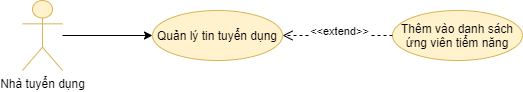 Quản lý tin tuyển dụng
<<extend>>
Thêm vào danh sách
ứng viên tiềm năng
Nhà tuyển dụng